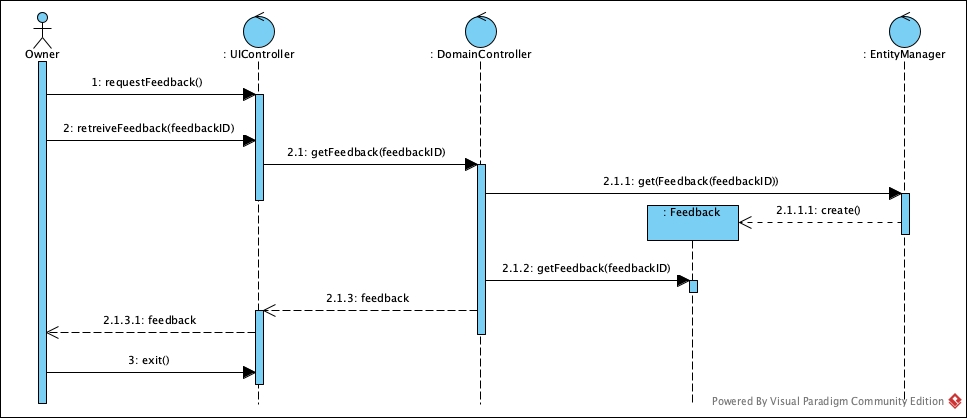 Owner
: UIController
: DomainController
: EntityManager
1: requestFeedback()
2: retreiveFeedback(feedbackID)
2.1: getFeedback(feedbackID)
2.1.1: get(Feedback(feedbackID))
: Feedback
2.1.1.1: create()
2.1.2: getFeedback(feedbackID)
2.1.3: feedback
2.1.3.1: feedback
3: exit()
Powered By Visual Paradigm Community Edition